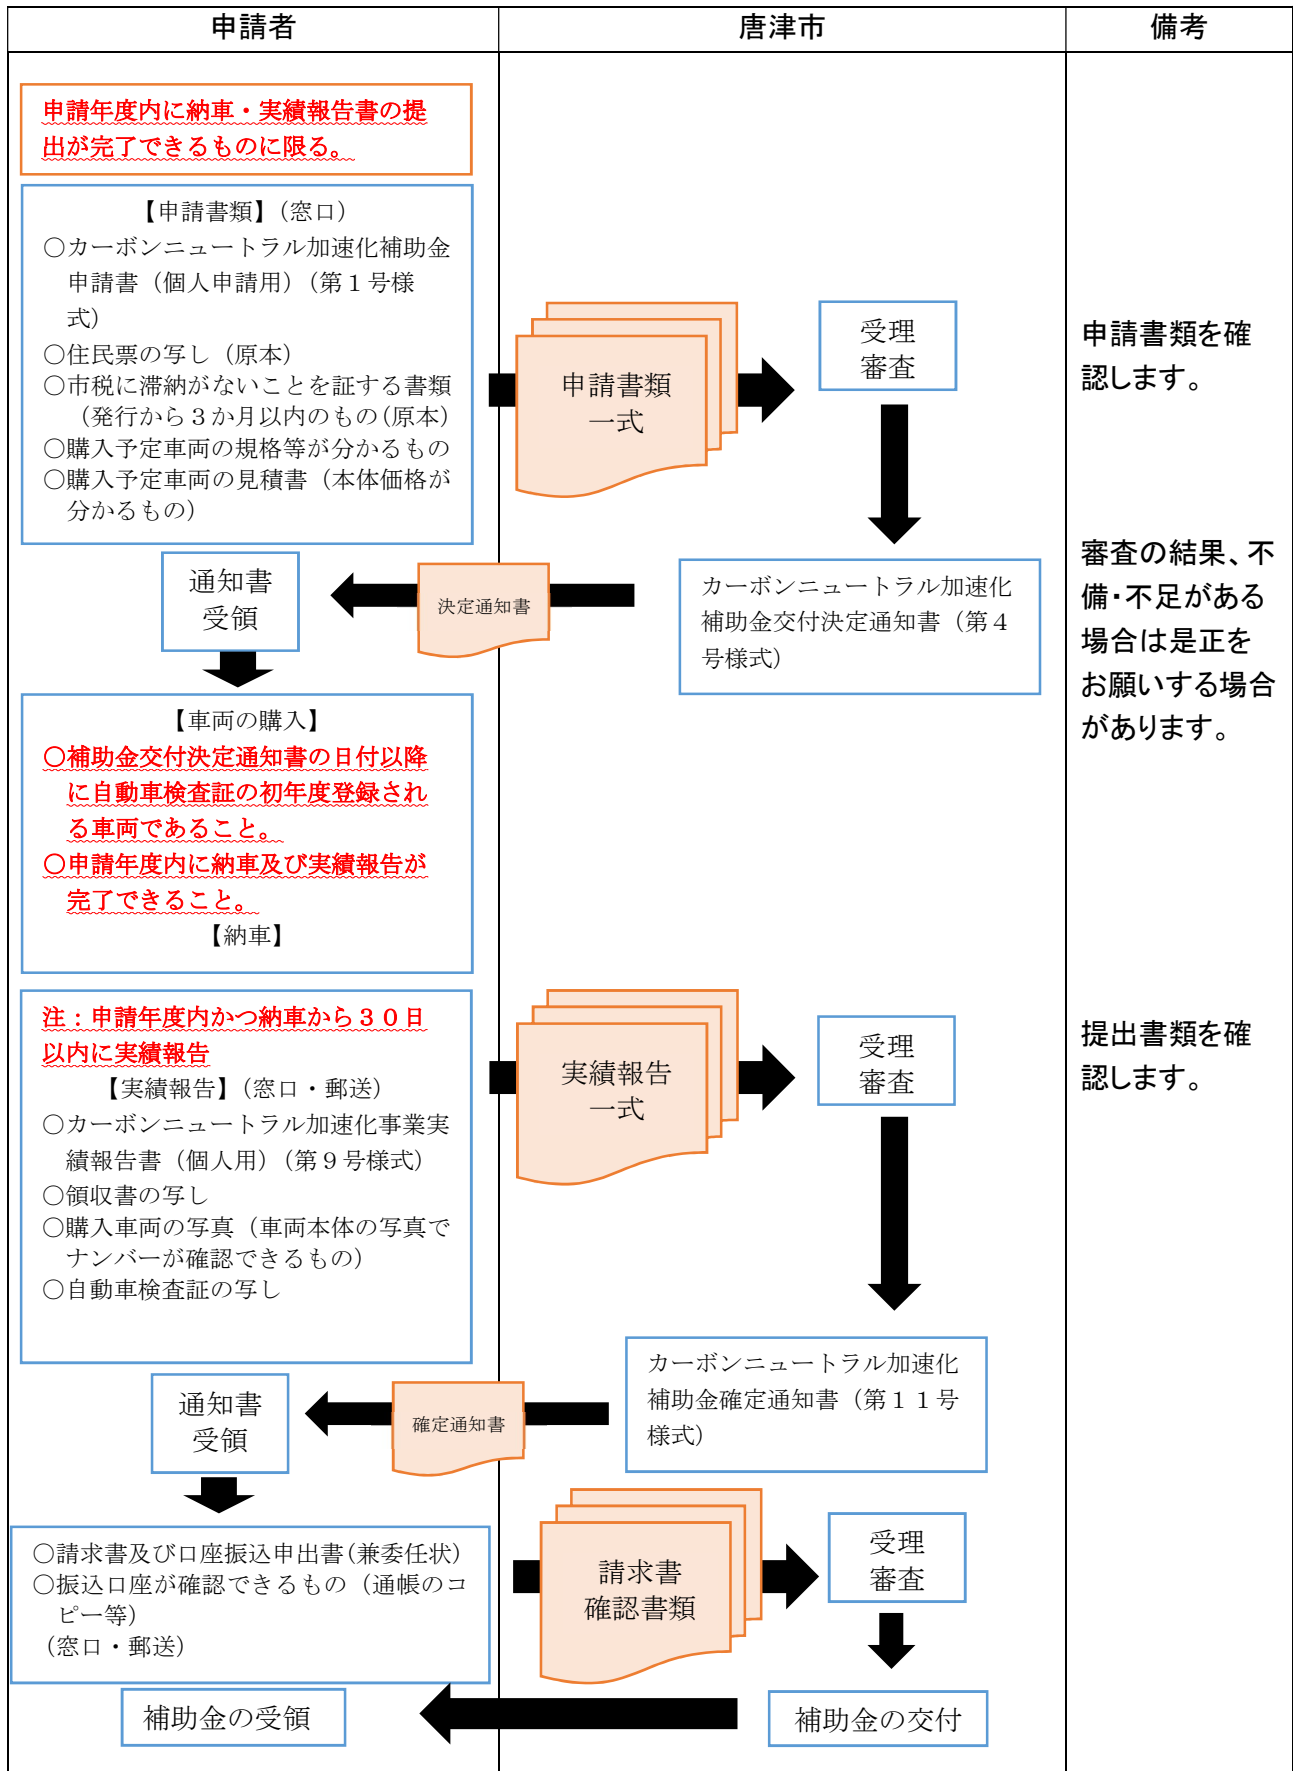 申請者
唐津市
備考
申請年度内に納車・実績報告書の提
出が完了できるものに限る。
【申請書類】(窓口)
○カーボンニュートラル加速化補助金
申請書（個人申請用）(第１号様
式)
○住民票の写し（原本）
○市税に滞納がないことを証する書類
（発行から３か月以内のもの(原本)
○購入予定車両の規格等が分かるもの
○購入予定車両の見積書（本体価格が
分かるもの）
申請書類
一式
受理
審査
申請書類を確
認します。
通知書
受領
決定通知書
カーボンニュートラル加速化
補助金交付決定通知書（第４
号様式）
審査の結果、不
備・不足がある
場合は是正を
お願いする場合
があります。
【車両の購入】
○補助金交付決定通知書の日付以降
に自動車検査証の初年度登録され
る車両であること。
○申請年度内に納車及び実績報告が
完了できること。
【納車】
注：申請年度内かつ納車から３０日
以内に実績報告
【実績報告】(窓口・郵送)
○カーボンニュートラル加速化事業実
績報告書（個人用）(第９号様式)
○領収書の写し
○購入車両の写真（車両本体の写真で
ナンバーが確認できるもの）
○自動車検査証の写し
実績報告
一式
受理
審査
提出書類を確
認します。
通知書
受領
確定通知書
カーボンニュートラル加速化
補助金確定通知書（第１１号
様式）
○請求書及び口座振込申出書(兼委任状)
○振込口座が確認できるもの（通帳のコ
ピー等）
(窓口・郵送)
請求書
確認書類
受理
審査
補助金の受領
補助金の交付